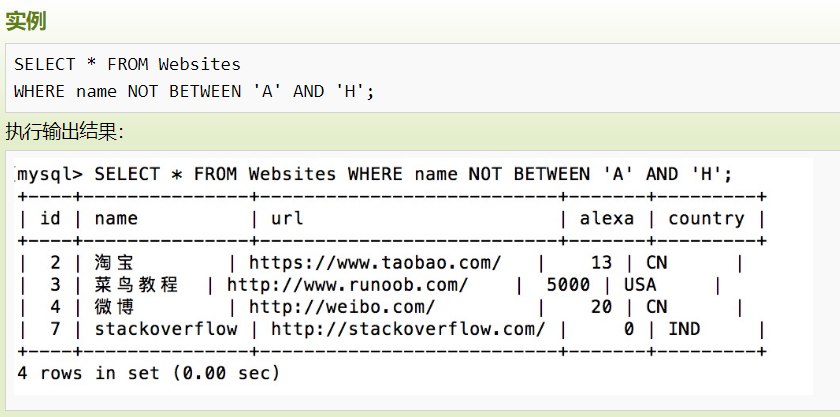 实例
SELECT * FROM Websites
WHERE name NOT BETWEEN 'A' AND 'H';
执行输出结果：
mysql> SELECT * FROM Websites WHERE name NOT BETWEEN 'A' AND 'H';
+----+---------------+---------------------------+-------+---------+
| id | name          | url                       | alexa | country |
+----+---------------+---------------------------+-------+---------+
|  2 | 淘宝          | https://www.taobao.com/   |    13 | CN      |
|  3 | 菜鸟教程  | http://www.runoob.com/    |  5000 | USA     |
|  4 | 微博          | http://weibo.com/         |    20 | CN      |
|  7 | stackoverflow | http://stackoverflow.com/ |     0 | IND     |
+----+---------------+---------------------------+-------+---------+
4 rows in set (0.00 sec)